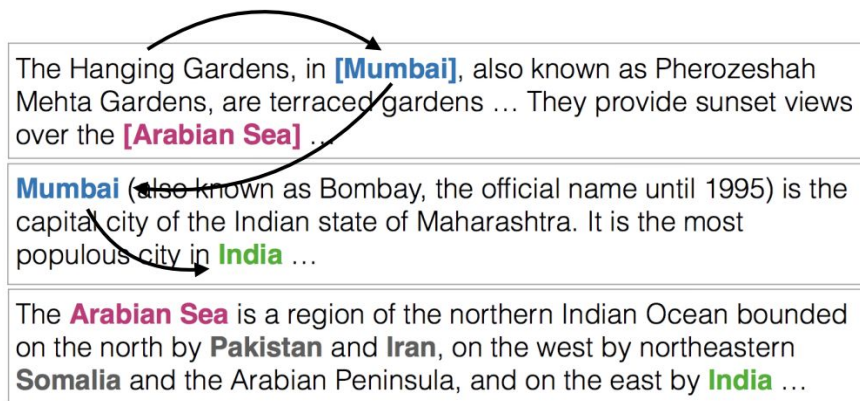 The Hanging Gardens, in [Mumbai], also known as Pherozeshah
Mehta Gardens, are terraced gardens … They provide sunset views
over the [Arabian Sea] …
Mumbai (also known as Bombay, the official name until 1995) is the
capital city of the Indian state of Maharashtra. It is the most
populous city in India …
The Arabian Sea is a region of the northern Indian Ocean bounded
on the north by Pakistan and Iran, on the west by northeastern
Somalia and the Arabian Peninsula, and on the east by India …